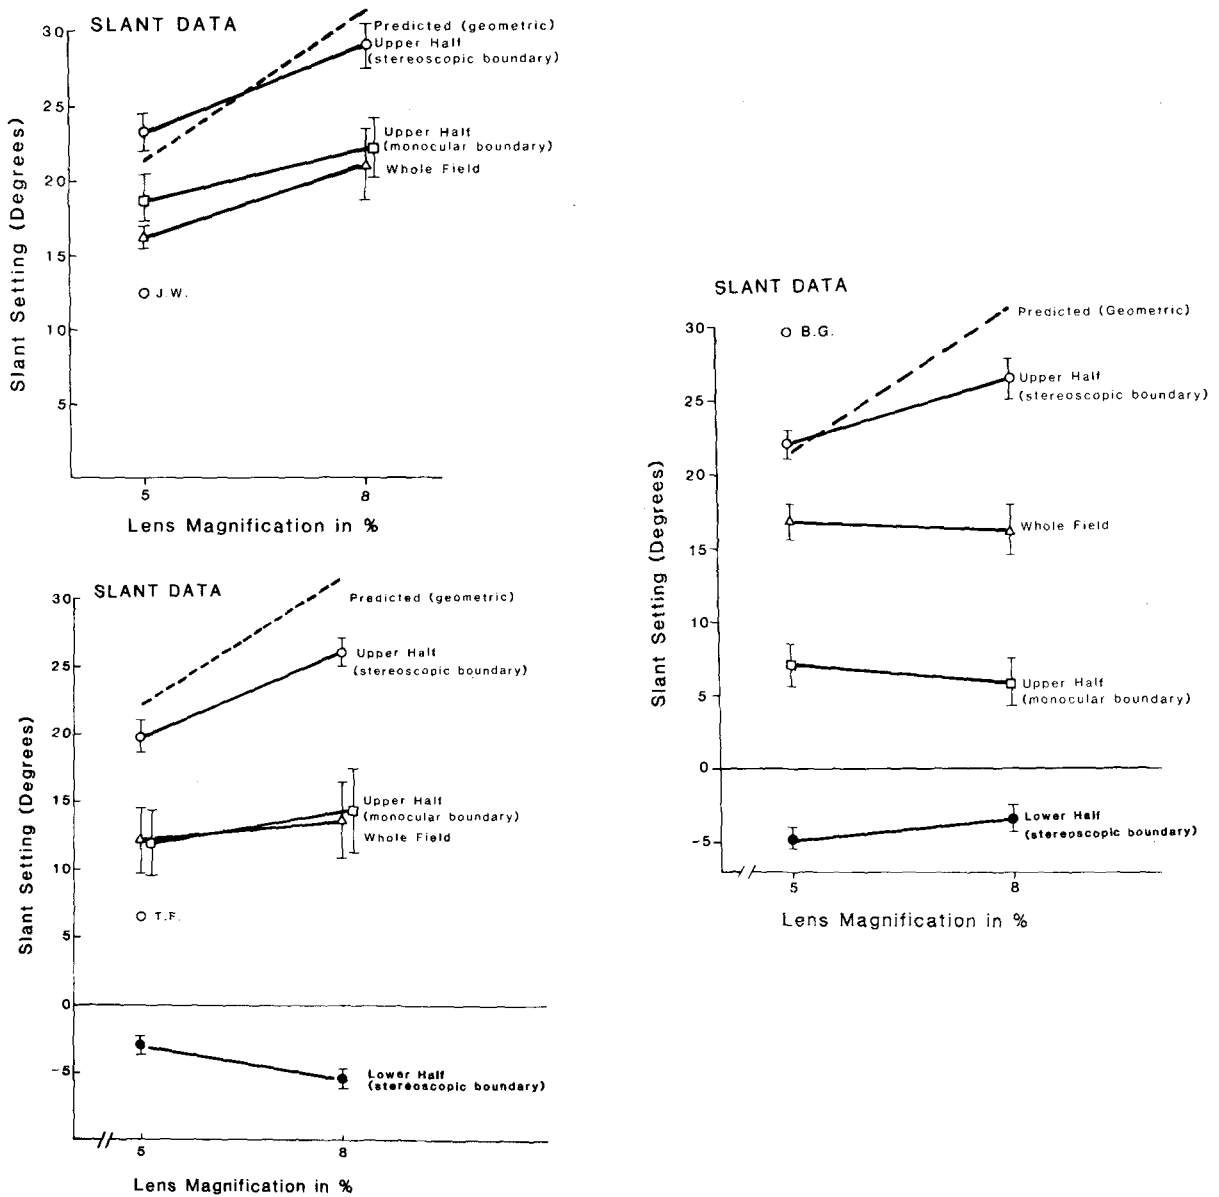 SLANT DATA
30
25
20
15
10
5
Slant Setting (Degrees)
Predicted (geometric)
Upper Half
(stereoscopic boundary)
Upper Half
(monocular boundary)
Whole Field
J.W.
5
8
Lens Magnification in %
SLANT DATA
30
25
20
15
10
5
0
-5
Slant Setting (Degrees)
Predicted (geometric)
Upper Half
(stereoscopic boundary)
Upper Half
(monocular boundary)
Whole Field
T.F.
Lower Half
(stereoscopic boundary)
5
8
Lens Magnification in %
SLANT DATA
30
25
20
15
10
5
0
-5
Slant Setting (Degrees)
B.G.
Predicted (Geometric)
Upper Half
(stereoscopic boundary)
Whole Field
Upper Half
(monocular boundary)
Lower Half
(stereoscopic boundary)
5
8
Lens Magnification in %